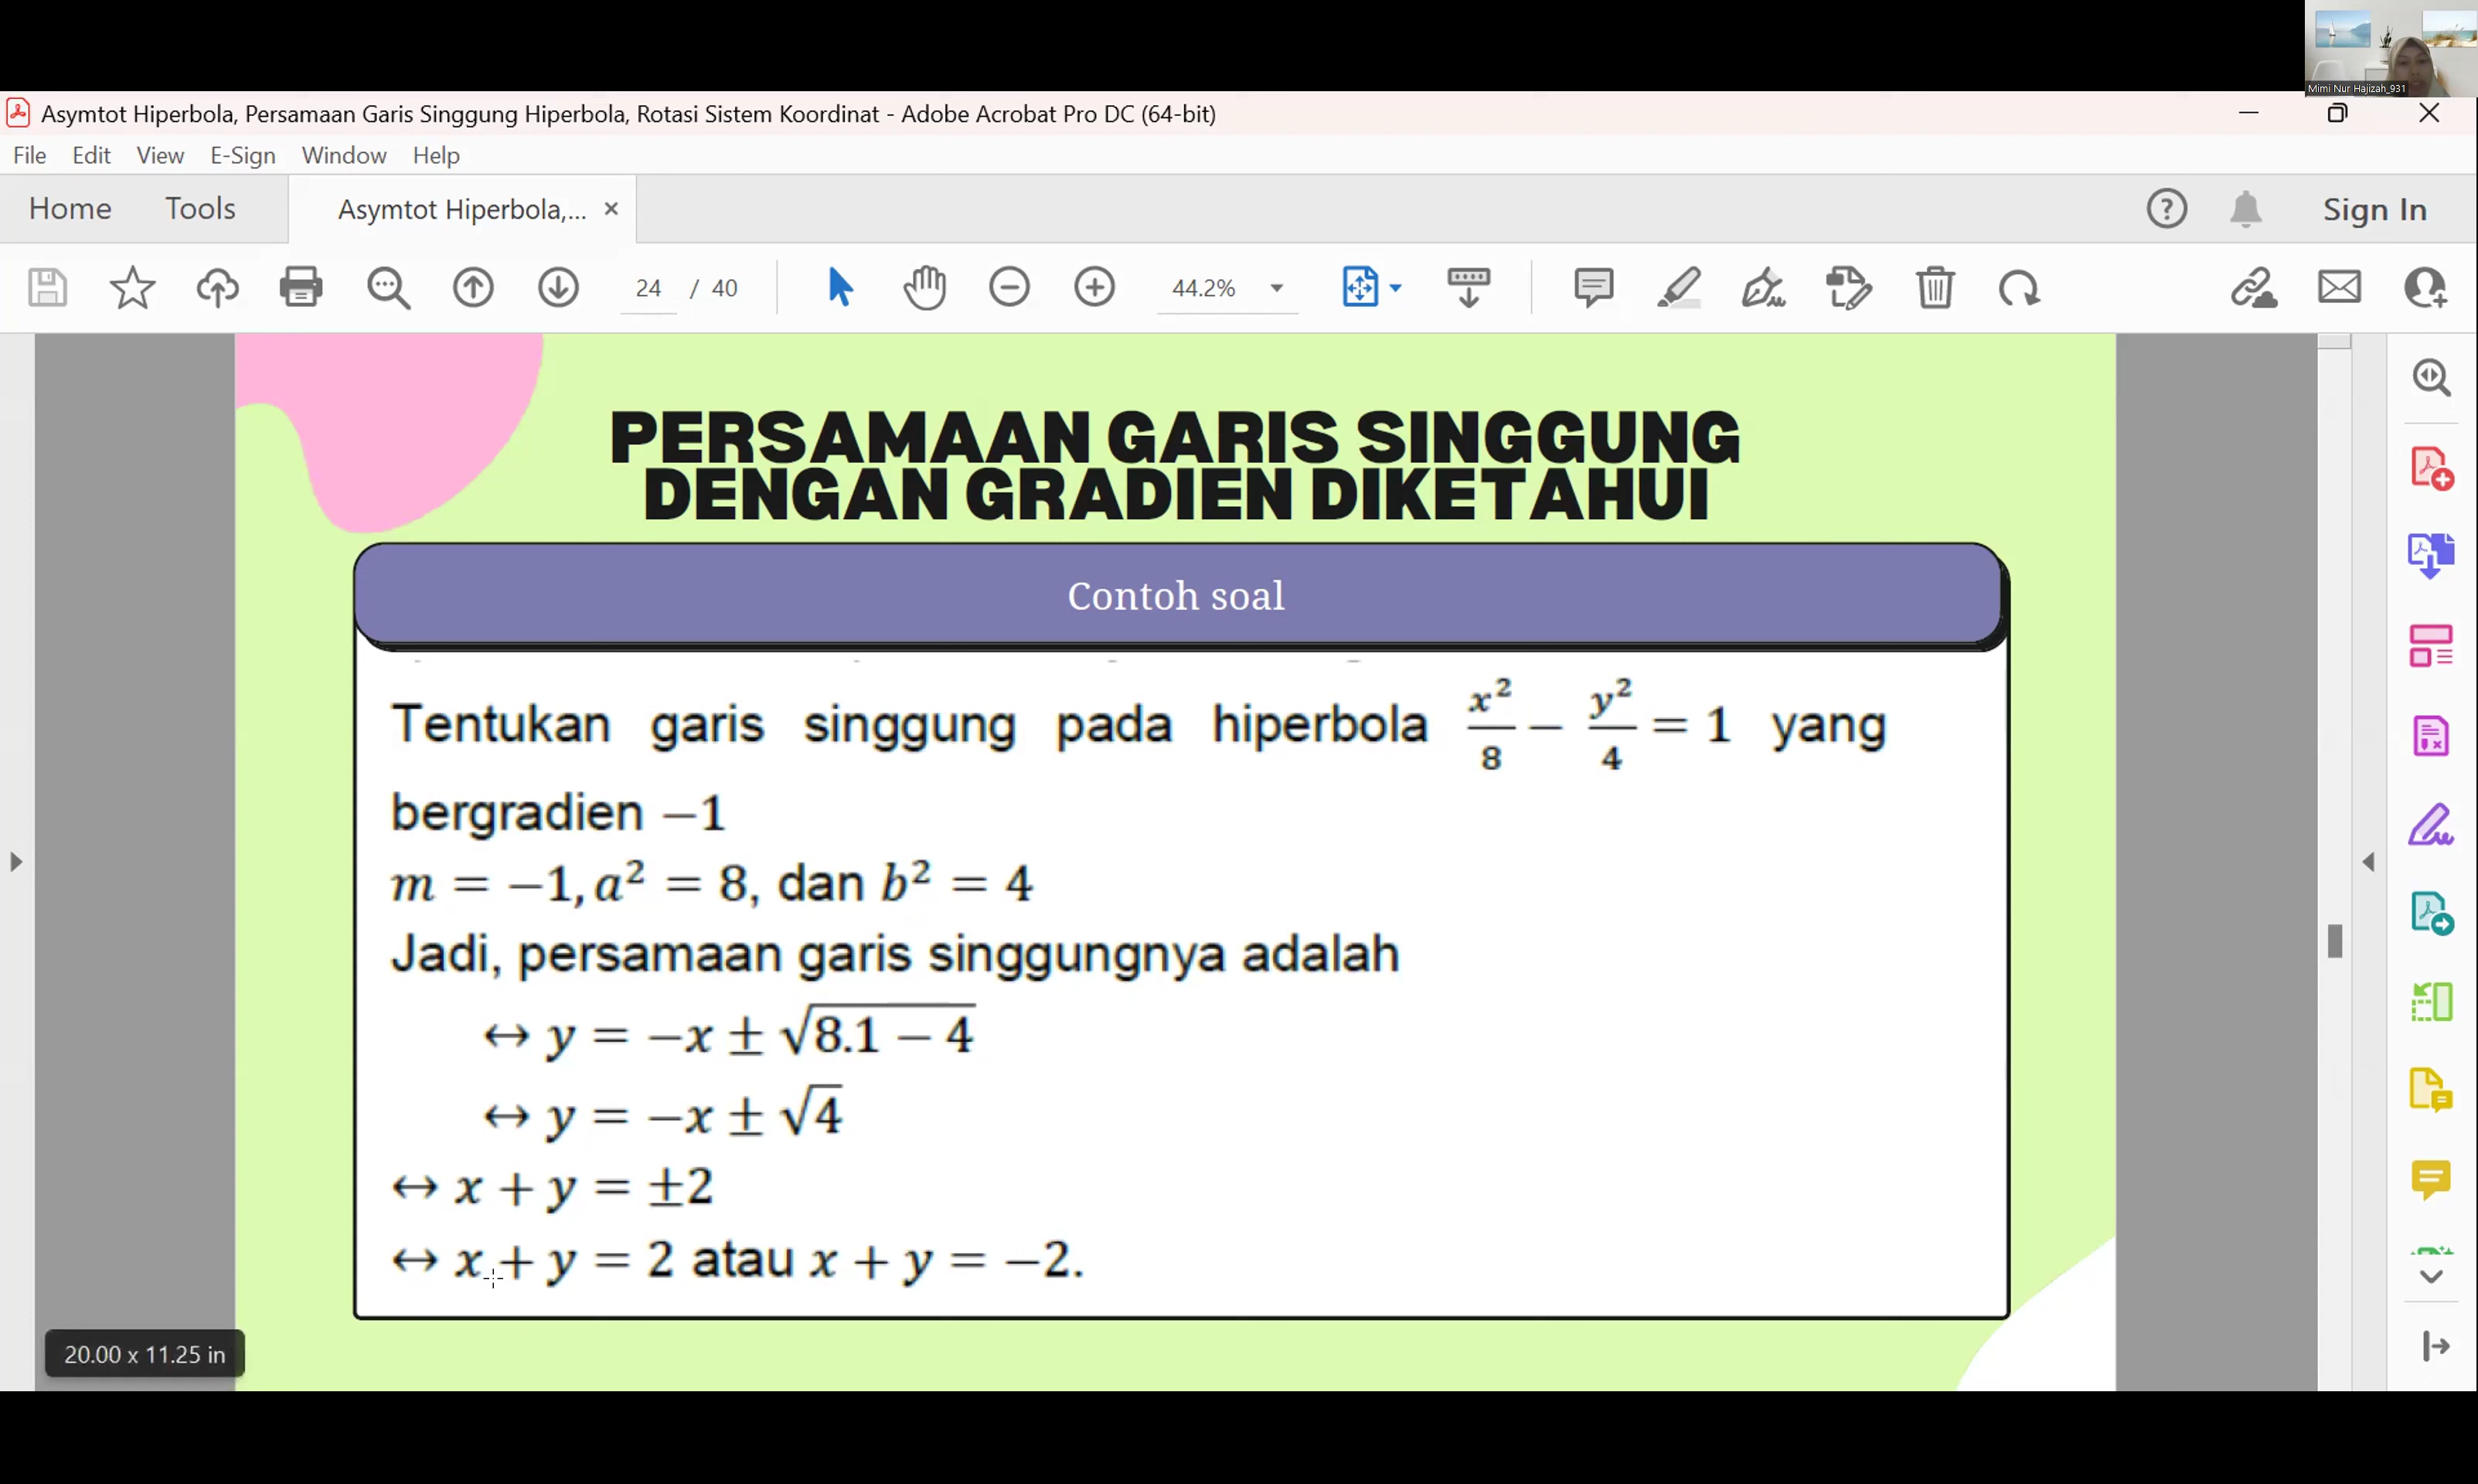 Mimi Nur Hajizah_931
Asymtot Hiperbola, Persamaan Garis Singgung Hiperbola, Rotasi Sistem Koordinat - Adobe Acrobat Pro DC (64-bit)
File Edit View E-Sign Window Help
Home Tools Asymtot Hiperbola,... × Sign In
24 / 40 44.2%
PERSAMAAN GARIS SINGGUNG
DENGAN GRADIEN DIKETAHUI
Contoh soal
Tentukan garis singgung pada hiperbola x²/8 − y²/4 = 1 yang
bergradien −1
m = −1, a² = 8, dan b² = 4
Jadi, persamaan garis singgungnya adalah
↔ y = −x ± √(8.1 − 4)
↔ y = −x ± √4
↔ x + y = ±2
↔ x + y = 2 atau x + y = −2.
20.00 x 11.25 in